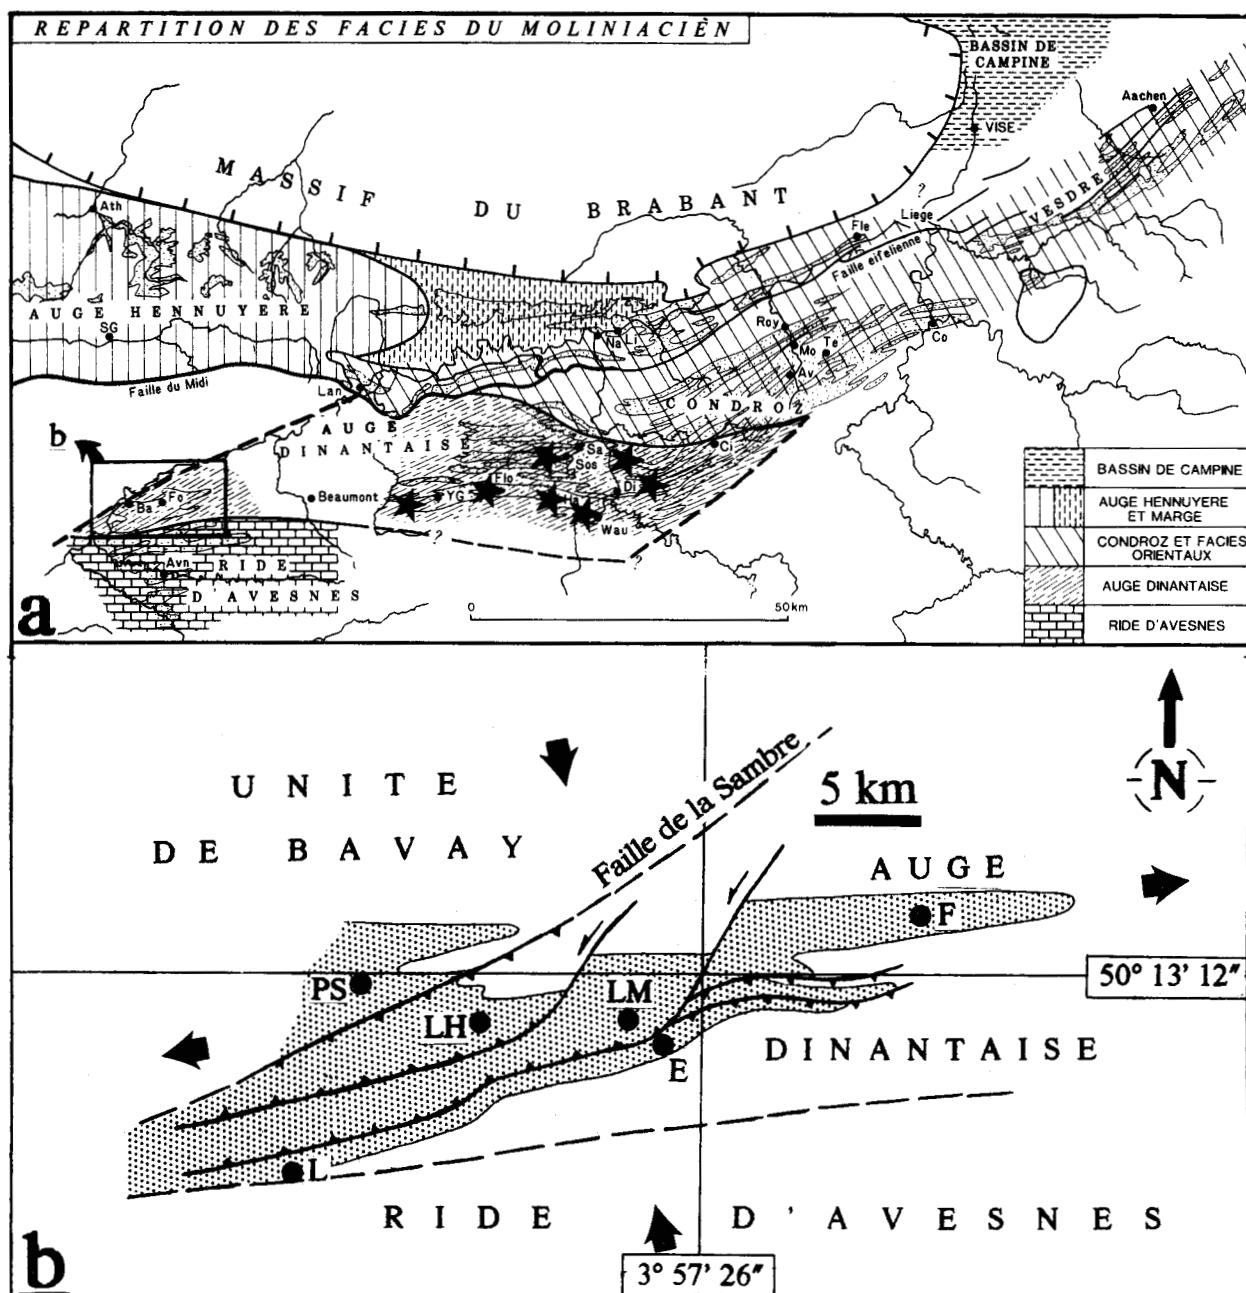 REPARTITION DES FACIES DU MOLINIACIÈN
BASSIN DE
CAMPINE
Aachen
VISE
MASSIF DU BRABANT
VESDRE
Ath
?
Liege
Fle
Faille eifelienne
AUGE HENNUYÈRE
SG
Na
Li
Roy
Mo
Te
Co
Av
Faille du Midi
Lan
CONDROZ
AUGE
DINANTAISE
Sa
Sos
Ci
b
Flo
Di
YG
Ha
Beaumont
Fo
Ba
Wau
?
?
Avn
RIDE
D'AVESNES
0
50km
BASSIN DE CAMPINE
AUGE HENNUYERE
ET MARGE
CONDROZ ET FACIES
ORIENTAUX
AUGE DINANTAISE
RIDE D'AVESNES
a
UNITE
DE BAVAY
Faille de la Sambre
5 km
N
AUGE
F
PS
LH
LM
50° 13' 12"
E
DINANTAISE
L
RIDE D'AVESNES
3° 57' 26"
b